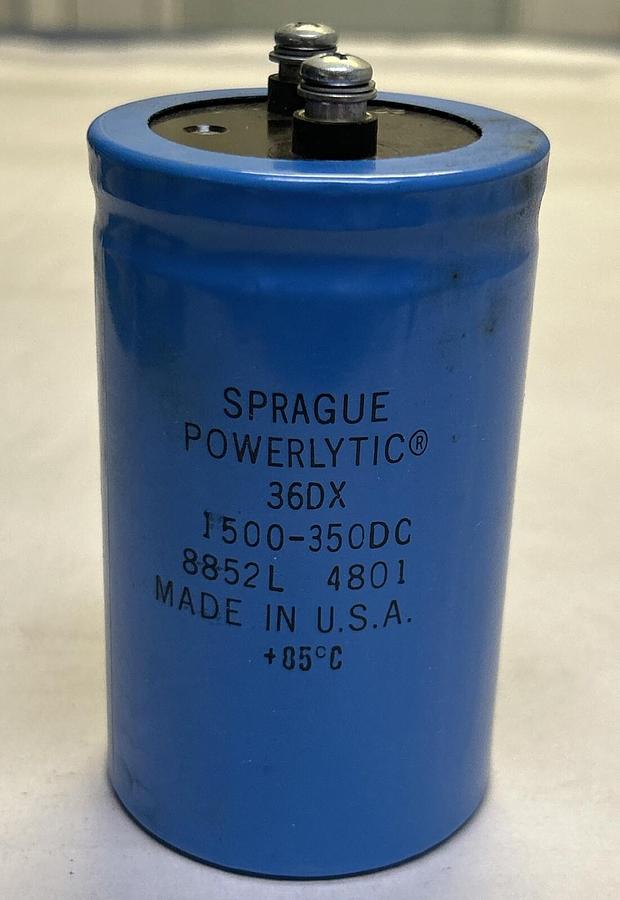 SPRAGUE
POWERLYTIC®
36DX
1500-350DC
8852L 4801
MADE IN U.S.A.
+85°C